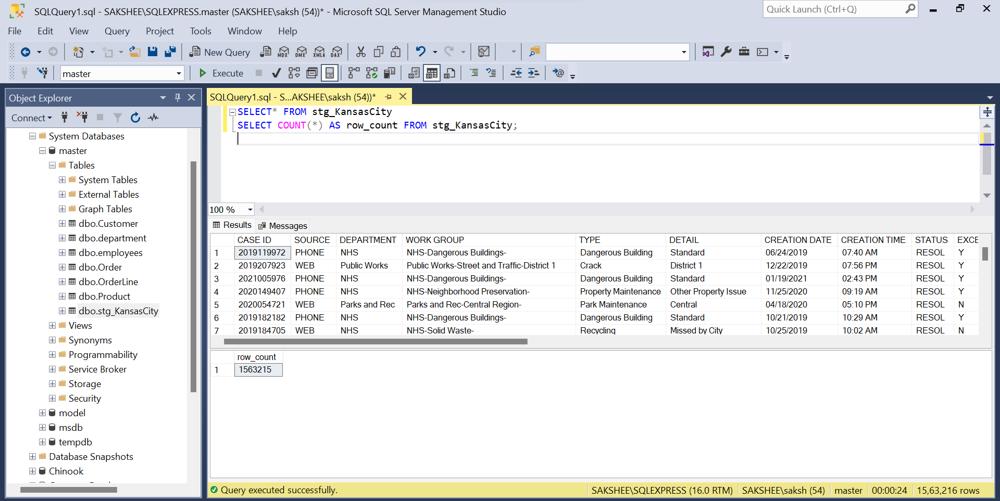 SQLQuery1.sql - SAKSHEE\SQLEXPRESS.master (SAKSHEE\saksh (54))* - Microsoft SQL Server Management Studio
Quick Launch (Ctrl+Q)
File Edit View Query Project Tools Window Help
New Query MDX DMX XMLA DAX
master Execute
Object Explorer
Connect
System Databases
master
Tables
System Tables
External Tables
Graph Tables
dbo.Customer
dbo.department
dbo.employees
dbo.Order
dbo.OrderLine
dbo.Product
dbo.stg_KansasCity
Views
Synonyms
Programmability
Service Broker
Storage
Security
model
msdb
tempdb
Database Snapshots
Chinook
SQLQuery1.sql - S...AKSHEE\saksh (54))*
SELECT* FROM stg_KansasCity
SELECT COUNT(*) AS row_count FROM stg_KansasCity;
100 %
Results Messages
CASE ID SOURCE DEPARTMENT WORK GROUP TYPE DETAIL CREATION DATE CREATION TIME STATUS EXCE
1 2019119972 PHONE NHS NHS-Dangerous Buildings- Dangerous Building Standard 06/24/2019 07:40 AM RESOL Y
2 2019207923 WEB Public Works Public Works-Street and Traffic-District 1 Crack District 1 12/22/2019 07:56 PM RESOL Y
3 2021005976 PHONE NHS NHS-Dangerous Buildings- Dangerous Building Standard 01/19/2021 02:43 PM RESOL Y
4 2020149407 PHONE NHS NHS-Neighborhood Preservation- Property Maintenance Other Property Issue 11/25/2020 09:19 AM RESOL Y
5 2020054721 WEB Parks and Rec Parks and Rec-Central Region- Park Maintenance Central 04/18/2020 05:10 PM RESOL N
6 2019182182 PHONE NHS NHS-Dangerous Buildings- Dangerous Building Standard 10/21/2019 10:29 AM RESOL Y
7 2019184705 WEB NHS NHS-Solid Waste- Recycling Missed by City 10/25/2019 10:02 AM RESOL N
row_count
1 1563215
Query executed successfully. SAKSHEE\SQLEXPRESS (16.0 RTM) SAKSHEE\saksh (54) master 00:00:24 15,63,216 rows